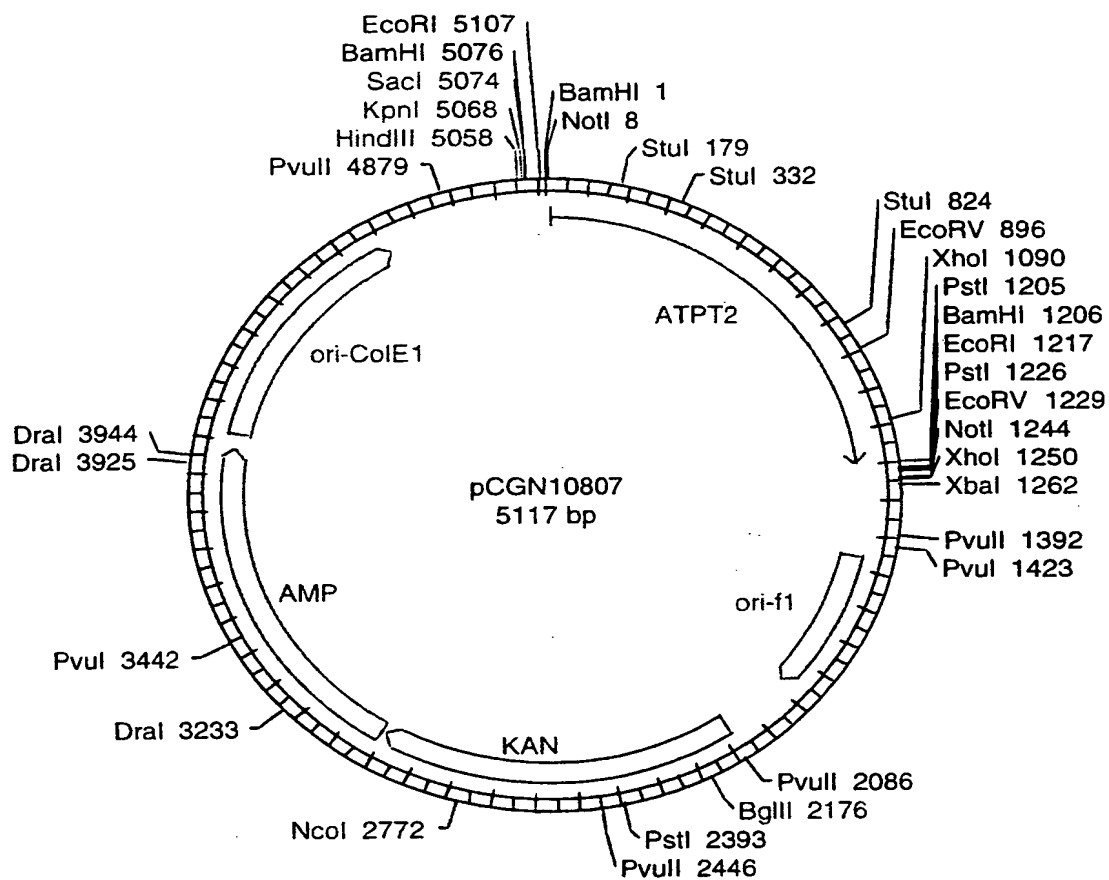 EcoRI 5107
BamHI 5076
SacI 5074
KpnI 5068
HindIII 5058
PvuII 4879
BamHI 1
NotI 8
StuI 179
StuI 332
StuI 824
EcoRV 896
XhoI 1090
PstI 1205
BamHI 1206
EcoRI 1217
PstI 1226
EcoRV 1229
NotI 1244
XhoI 1250
XbaI 1262
PvuII 1392
PvuI 1423
ATPT2
ori-ColE1
DraI 3944
DraI 3925
pCGN10807
5117 bp
AMP
ori-f1
PvuI 3442
DraI 3233
KAN
PvuII 2086
BglII 2176
NcoI 2772
PstI 2393
PvuII 2446